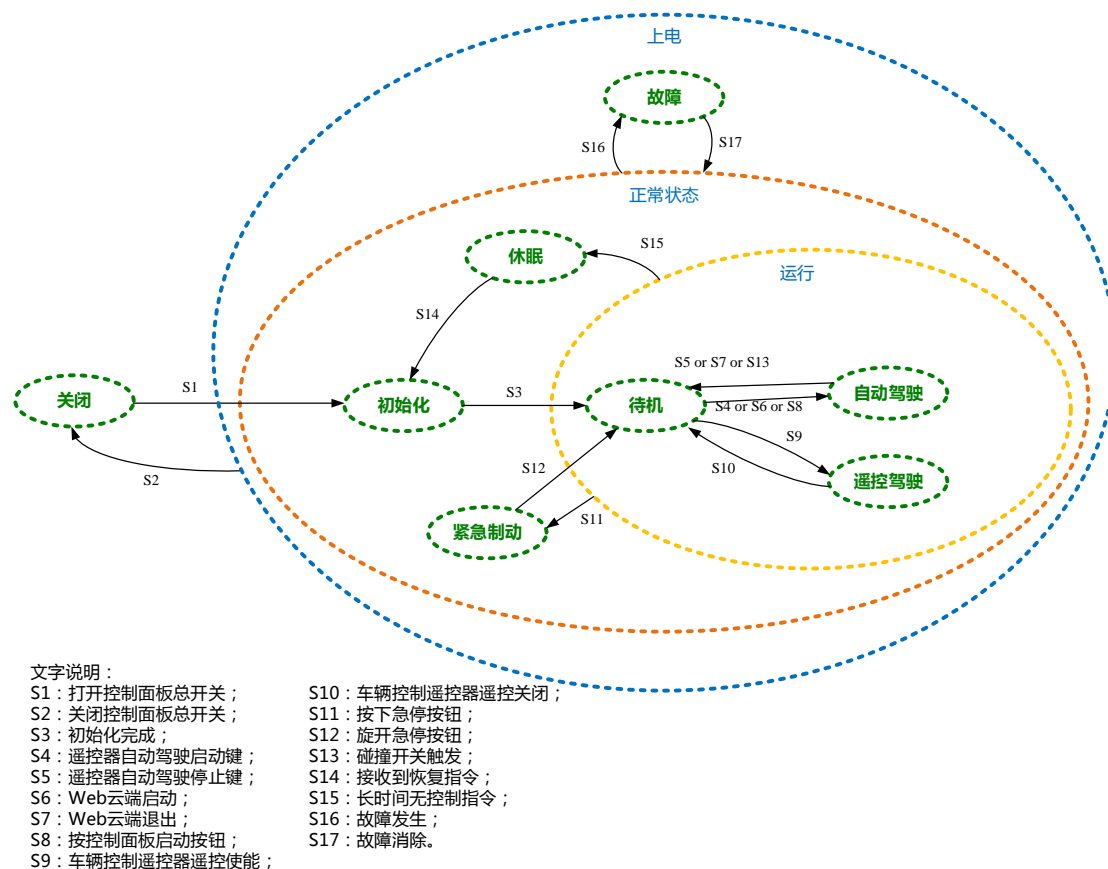 上电
故障
S16
S17
正常状态
休眠
S15
运行
S14
S5 or S7 or S13
关闭
S1
初始化
S3
待机
自动驾驶
S4 or S6 or S8
S9
S2
S12
S10
遥控驾驶
紧急制动
S11
文字说明：
S1：打开控制面板总开关；
S2：关闭控制面板总开关；
S3：初始化完成；
S4：遥控器自动驾驶启动键；
S5：遥控器自动驾驶停止键；
S6：Web云端启动；
S7：Web云端退出；
S8：按控制面板启动按钮；
S9：车辆控制遥控器遥控使能；
S10：车辆控制遥控器遥控关闭；
S11：按下急停按钮；
S12：旋开急停按钮；
S13：碰撞开关触发；
S14：接收到恢复指令；
S15：长时间无控制指令；
S16：故障发生；
S17：故障消除。